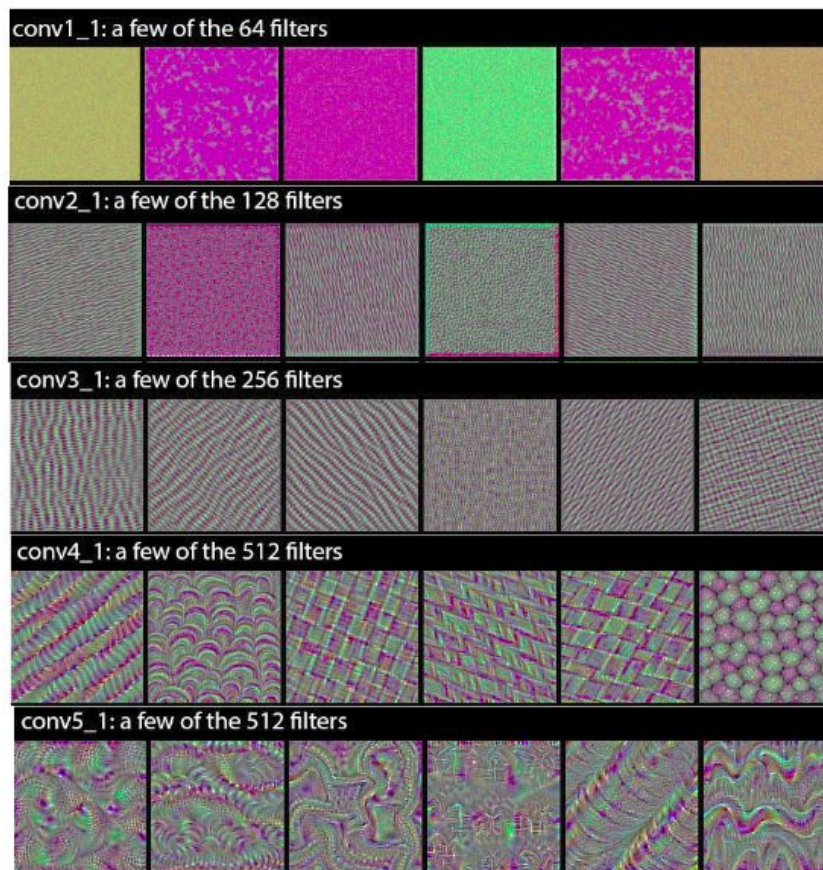 conv1_1: a few of the 64 filters
conv2_1: a few of the 128 filters
conv3_1: a few of the 256 filters
conv4_1: a few of the 512 filters
conv5_1: a few of the 512 filters